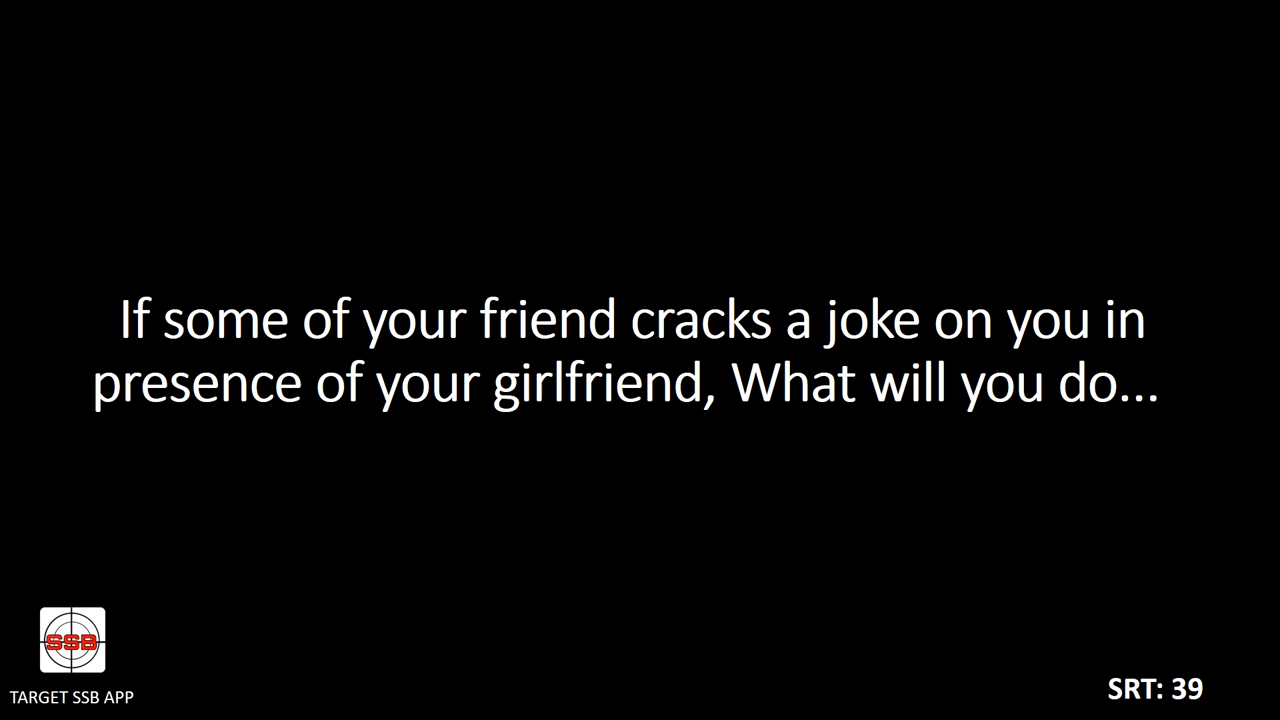 If some of your friend cracks a joke on you in
presence of your girlfriend, What will you do...
SSB
TARGET SSB APP
SRT: 39